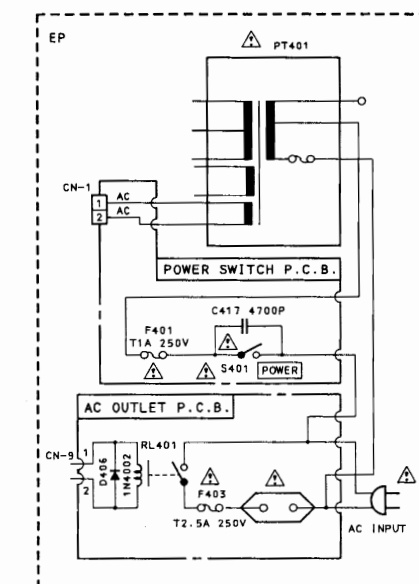 EP
PT401
CN-1
1 AC
2 AC
POWER SWITCH P.C.B.
C417 4700P
F401
T1A 250V
S401 POWER
AC OUTLET P.C.B.
CN-9 1
2
D406
1N4002
RL401
F403
T2.5A 250V
AC INPUT